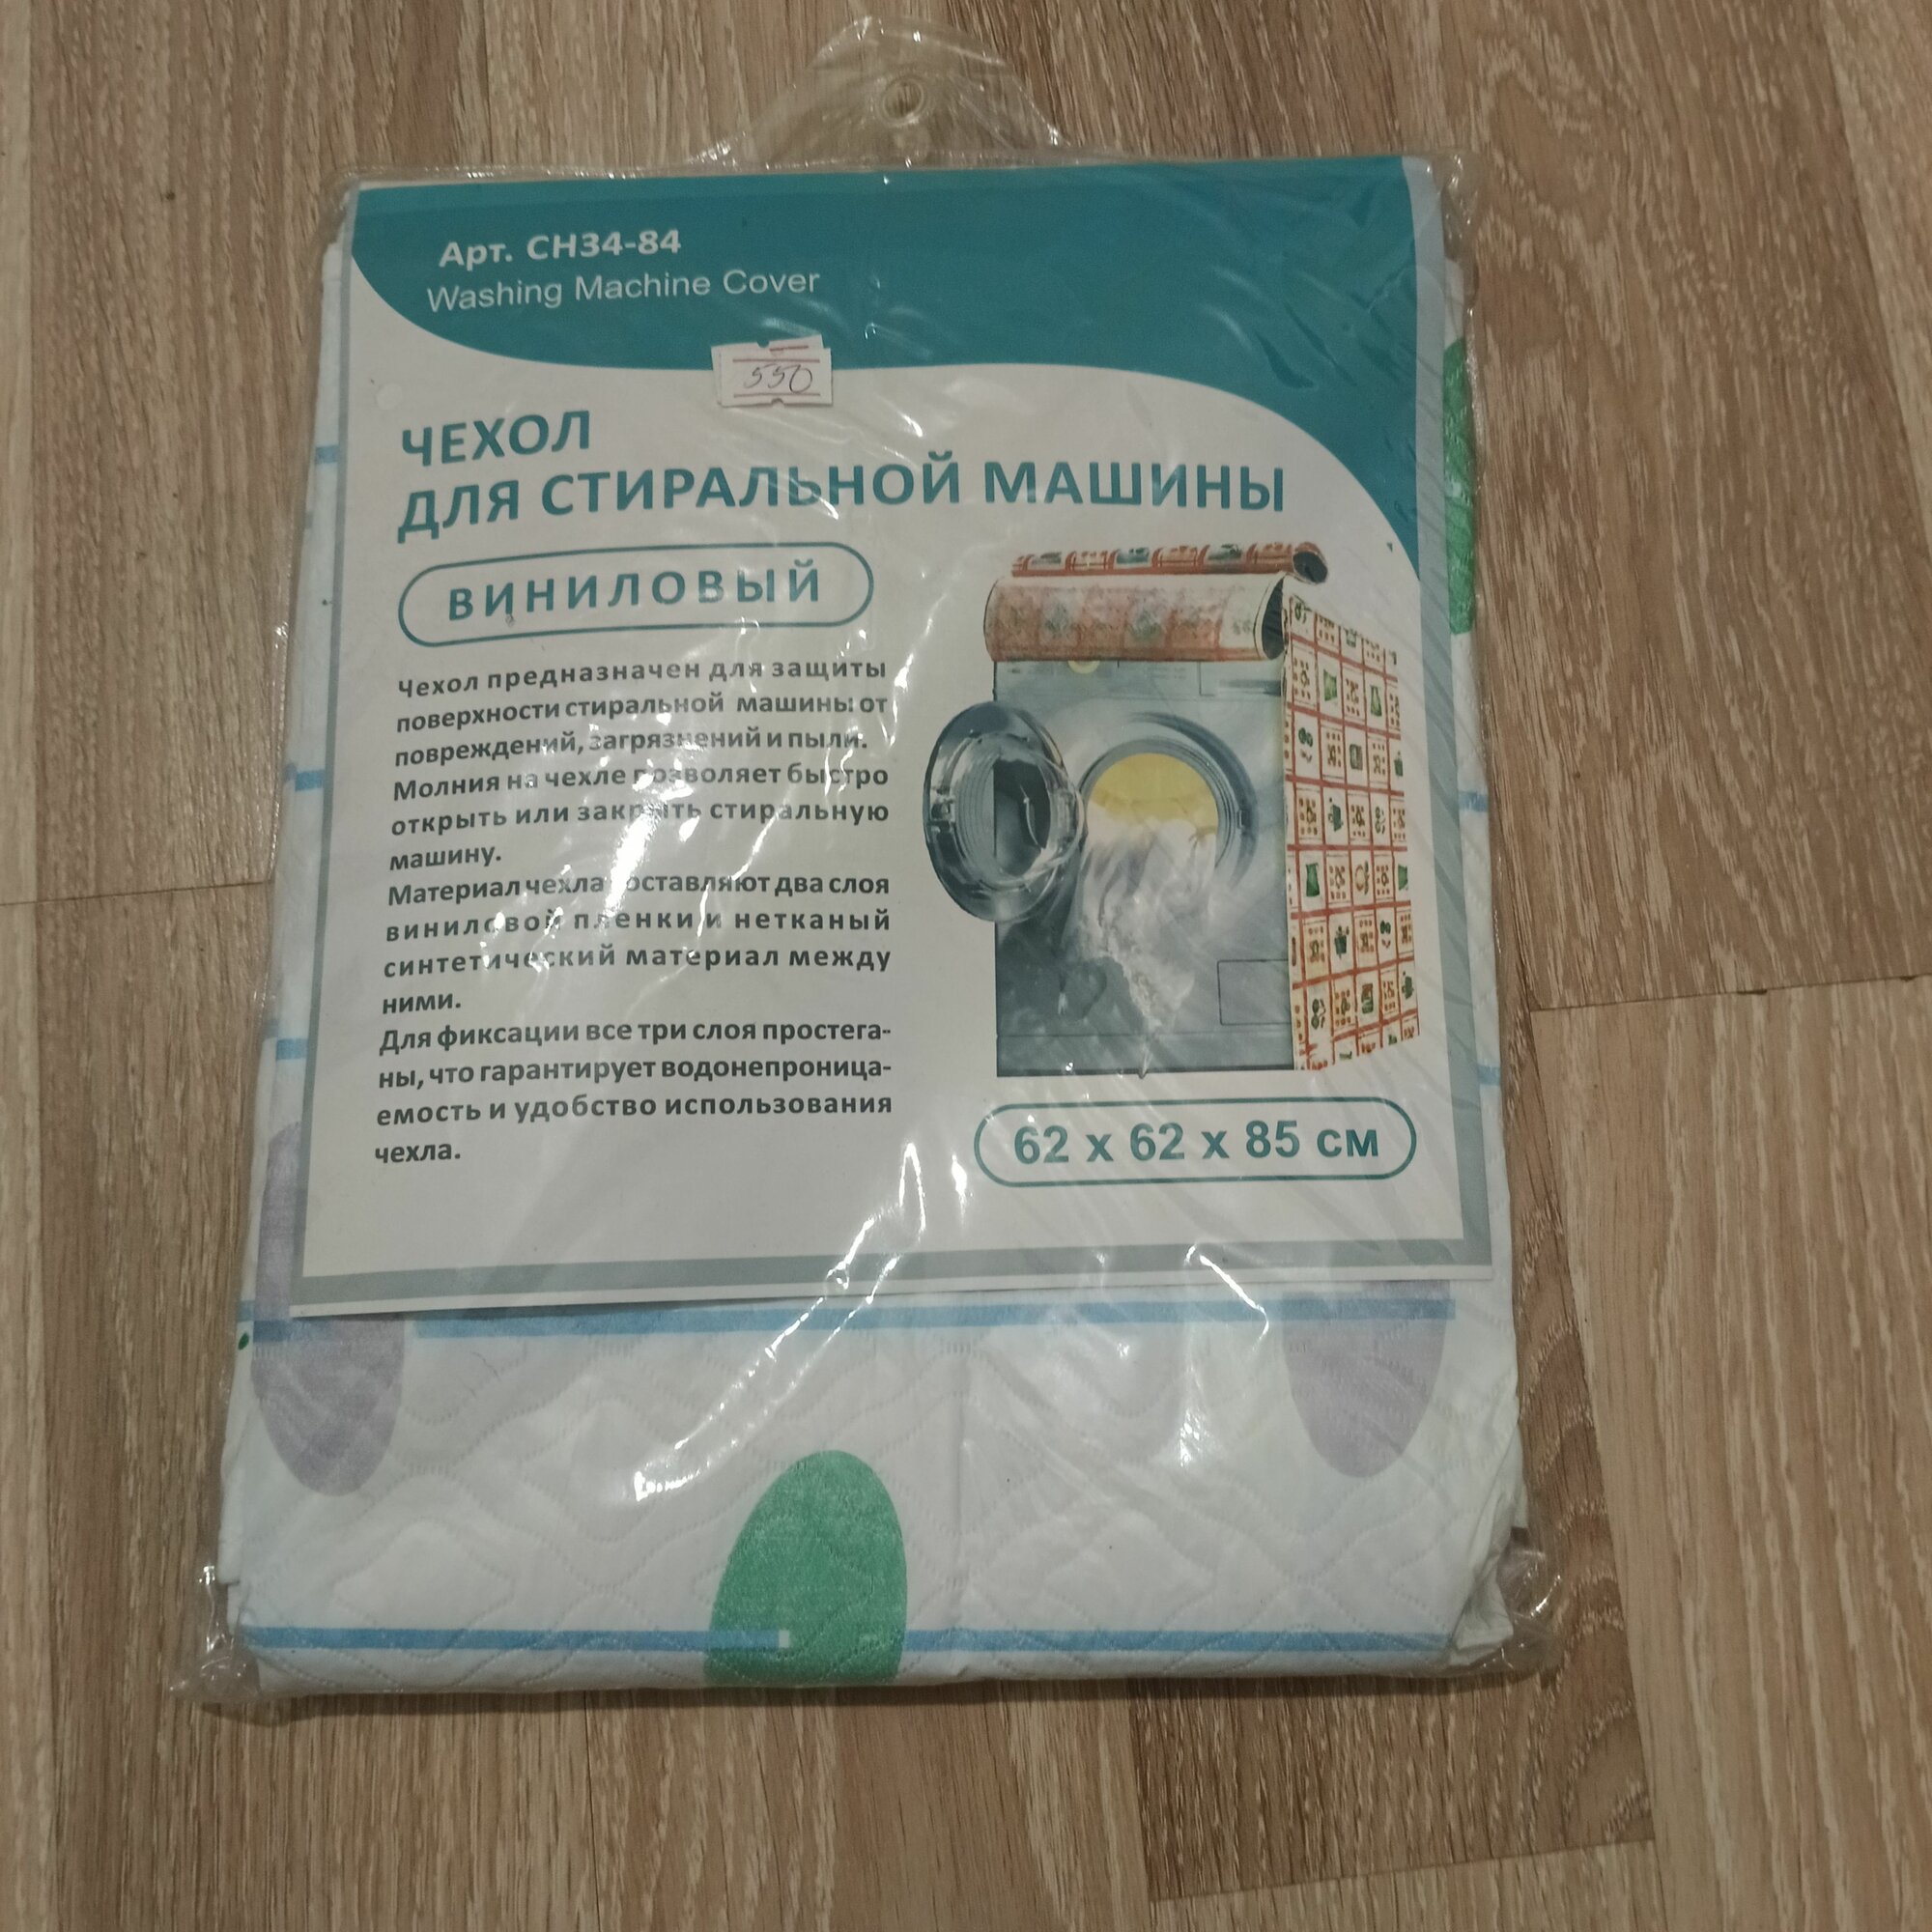 Арт. СН34-84
Washing Machine Cover
550
ЧЕХОЛ
ДЛЯ СТИРАЛЬНОЙ МАШИНЫ
ВИНИЛОВЫЙ
Чехол предназначен для защиты
поверхности стиральной машины от
повреждений, загрязнений и пыли.
Молния на чехле позволяет быстро
открыть или закрыть стиральную
машину.
Материал чехла составляют два слоя
виниловой пленки и нетканый
синтетический материал между
ними.
Для фиксации все три слоя простега-
ны, что гарантирует водонепроница-
емость и удобство использования
чехла.
62 х 62 х 85 см